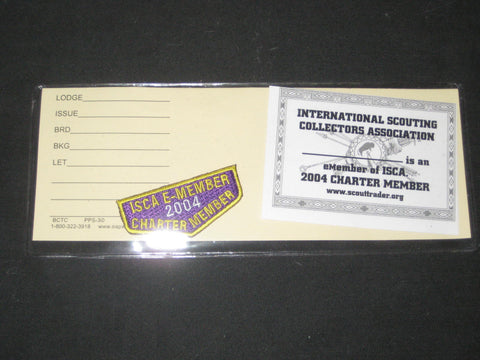 LODGE
ISSUE
BRD
BKG
LET
BCTC PPS-30
1-800-322-3918
ISCA E-MEMBER
2004
CHARTER MEMBER
INTERNATIONAL SCOUTING
COLLECTORS ASSOCIATION
is an
eMember of ISCA.
2004 CHARTER MEMBER
www.scouttrader.org